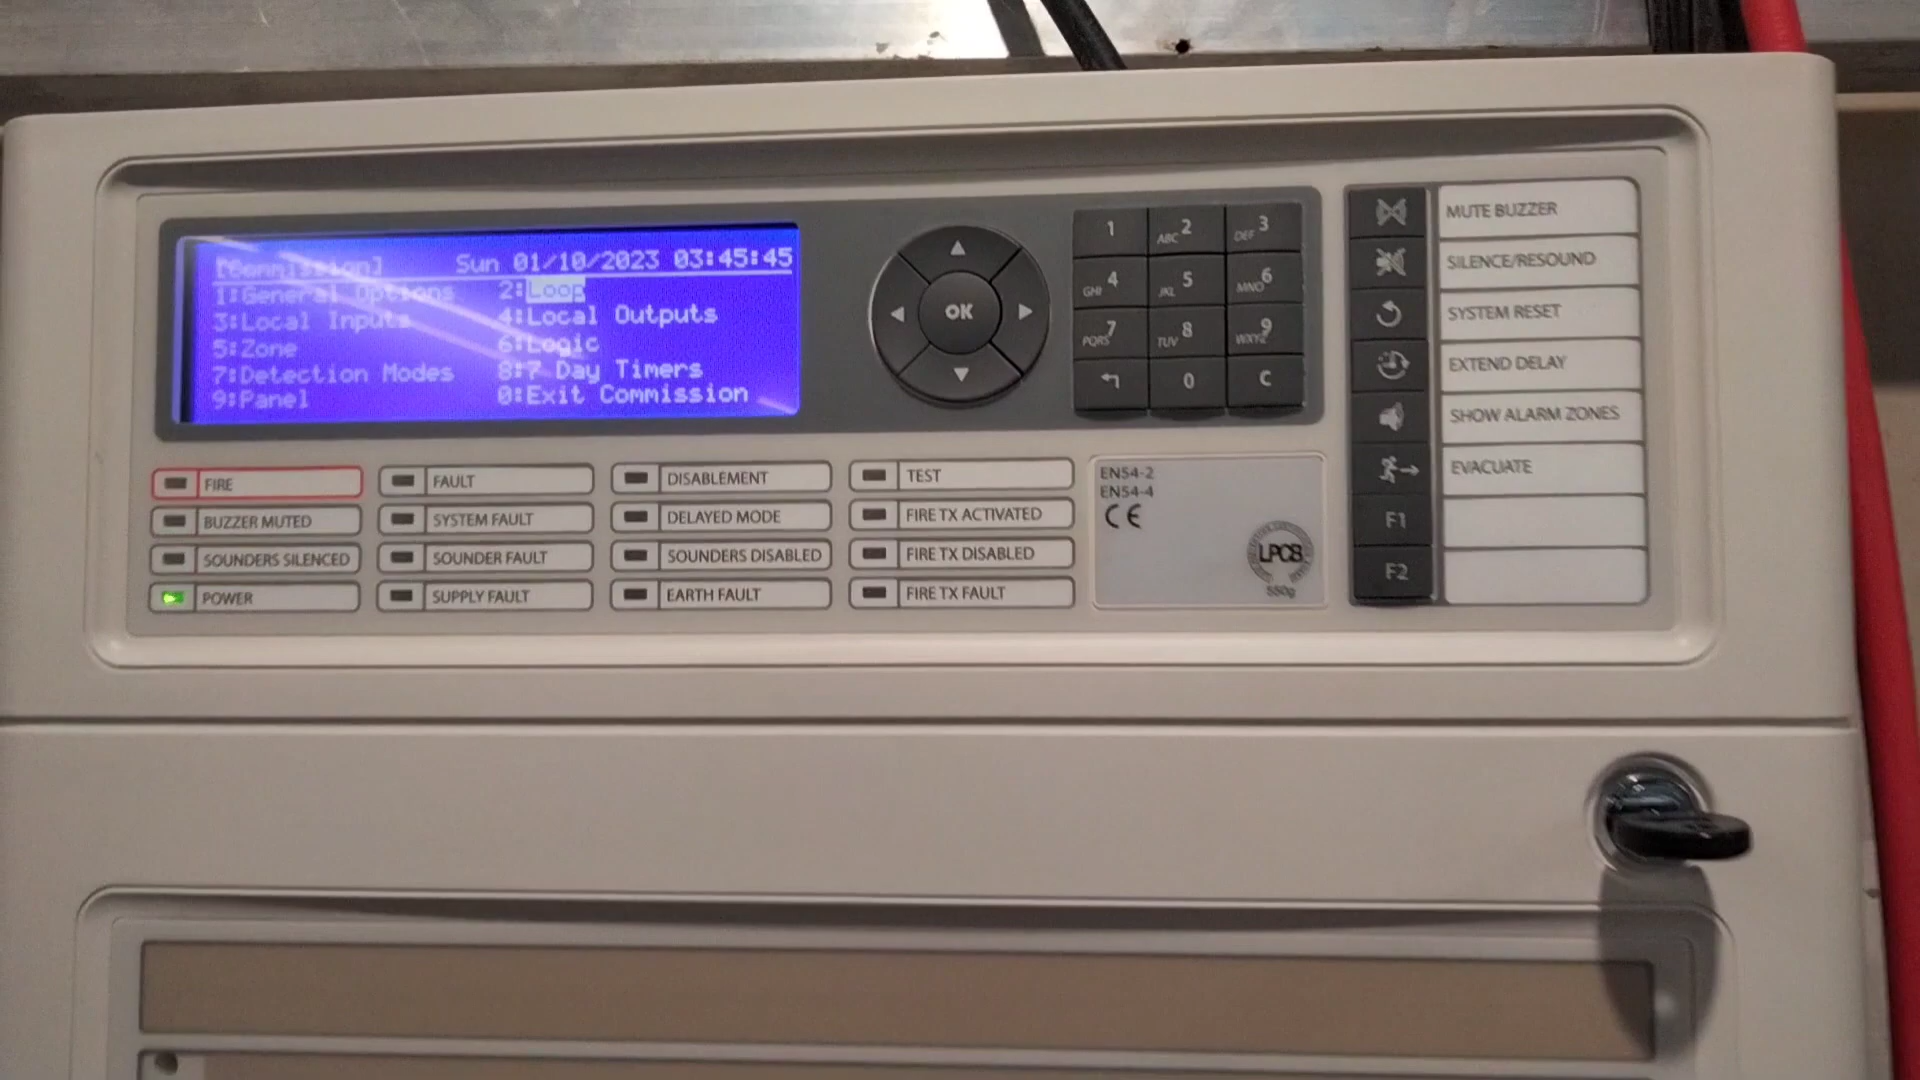 [Commission] Sun 01/10/2023 03:45:45
1:General Options 2:Loop
3:Local Inputs 4:Local Outputs
5:Zone 6:Logic
7:Detection Modes 8:7 Day Timers
9:Panel 0:Exit Commission
OK
1 ABC 2 DEF 3
GHI 4 JKL 5 MNO 6
PQRS 7 TUV 8 WXYZ 9
0 C
MUTE BUZZER
SILENCE/RESOUND
SYSTEM RESET
EXTEND DELAY
SHOW ALARM ZONES
EVACUATE
F1
F2
FIRE FAULT DISABLEMENT TEST
BUZZER MUTED SYSTEM FAULT DELAYED MODE FIRE TX ACTIVATED
SOUNDERS SILENCED SOUNDER FAULT SOUNDERS DISABLED FIRE TX DISABLED
POWER SUPPLY FAULT EARTH FAULT FIRE TX FAULT
EN54-2
EN54-4
CE
LPCB
550g